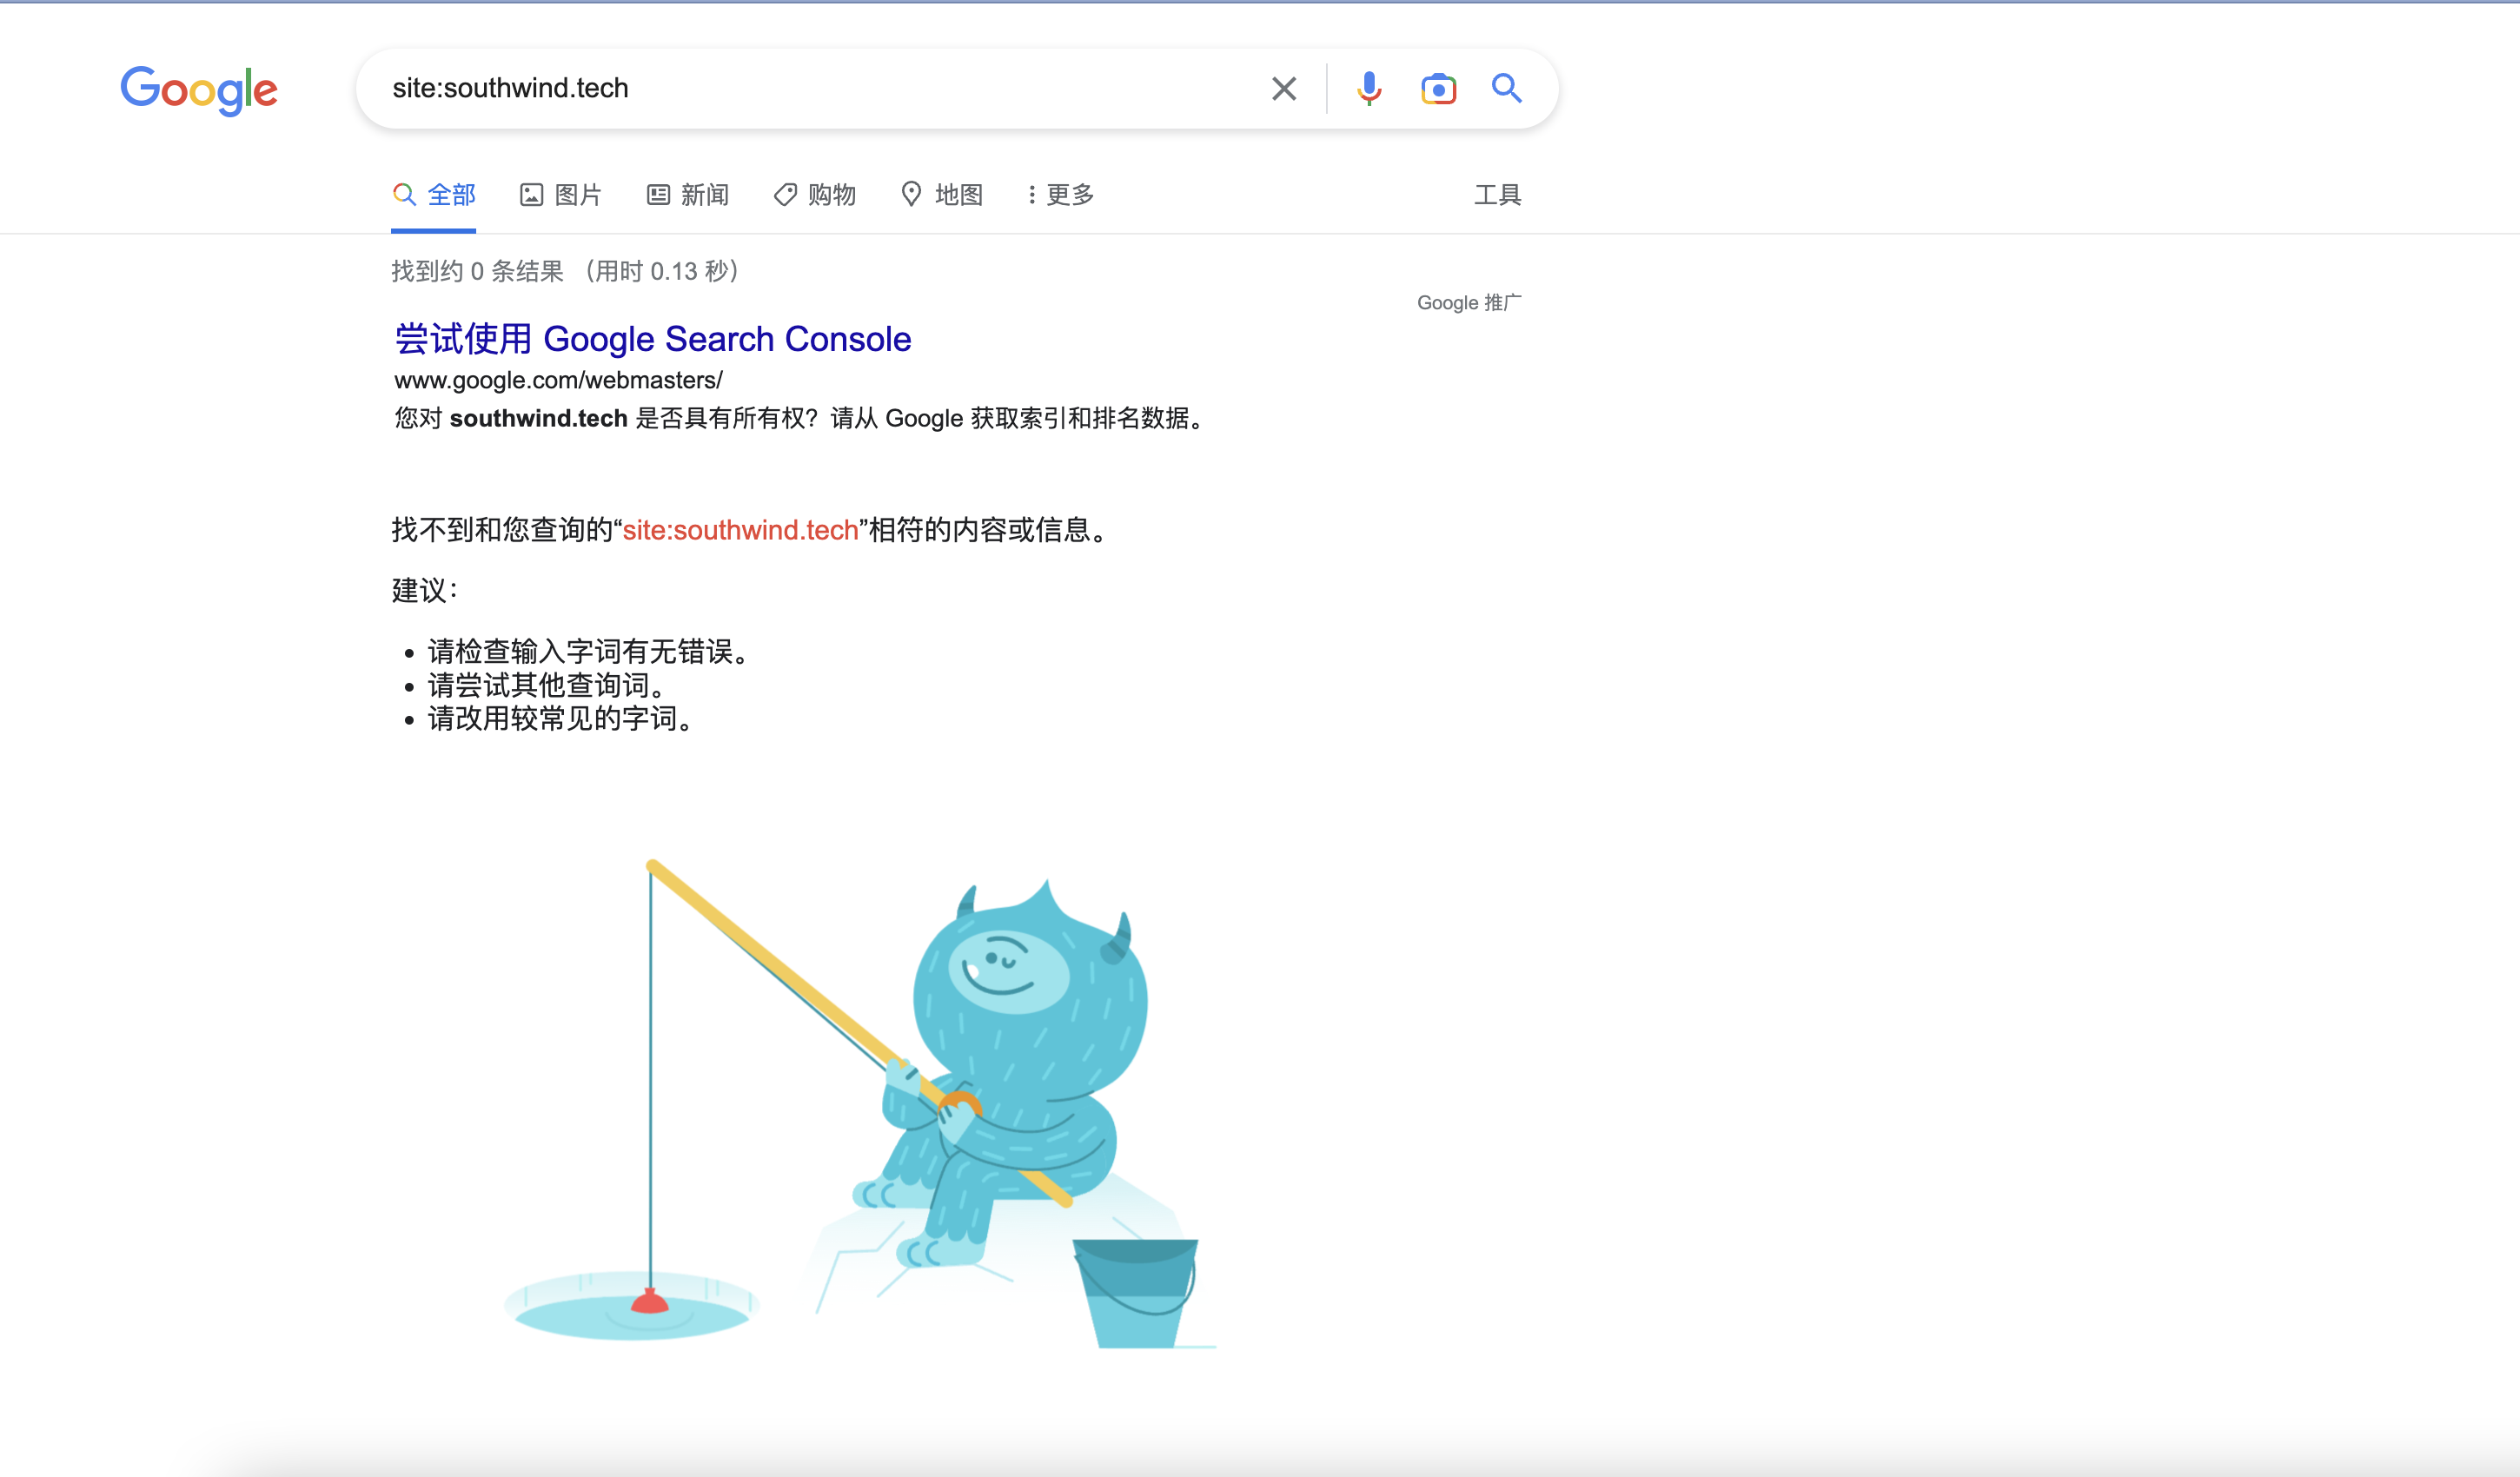 Google
site:southwind.tech
全部 图片 新闻 购物 地图 更多 工具
找到约 0 条结果 （用时 0.13 秒）
Google 推广
尝试使用 Google Search Console
www.google.com/webmasters/
您对 southwind.tech 是否具有所有权？请从 Google 获取索引和排名数据。
找不到和您查询的“site:southwind.tech”相符的内容或信息。
建议：
请检查输入字词有无错误。
请尝试其他查询词。
请改用较常见的字词。